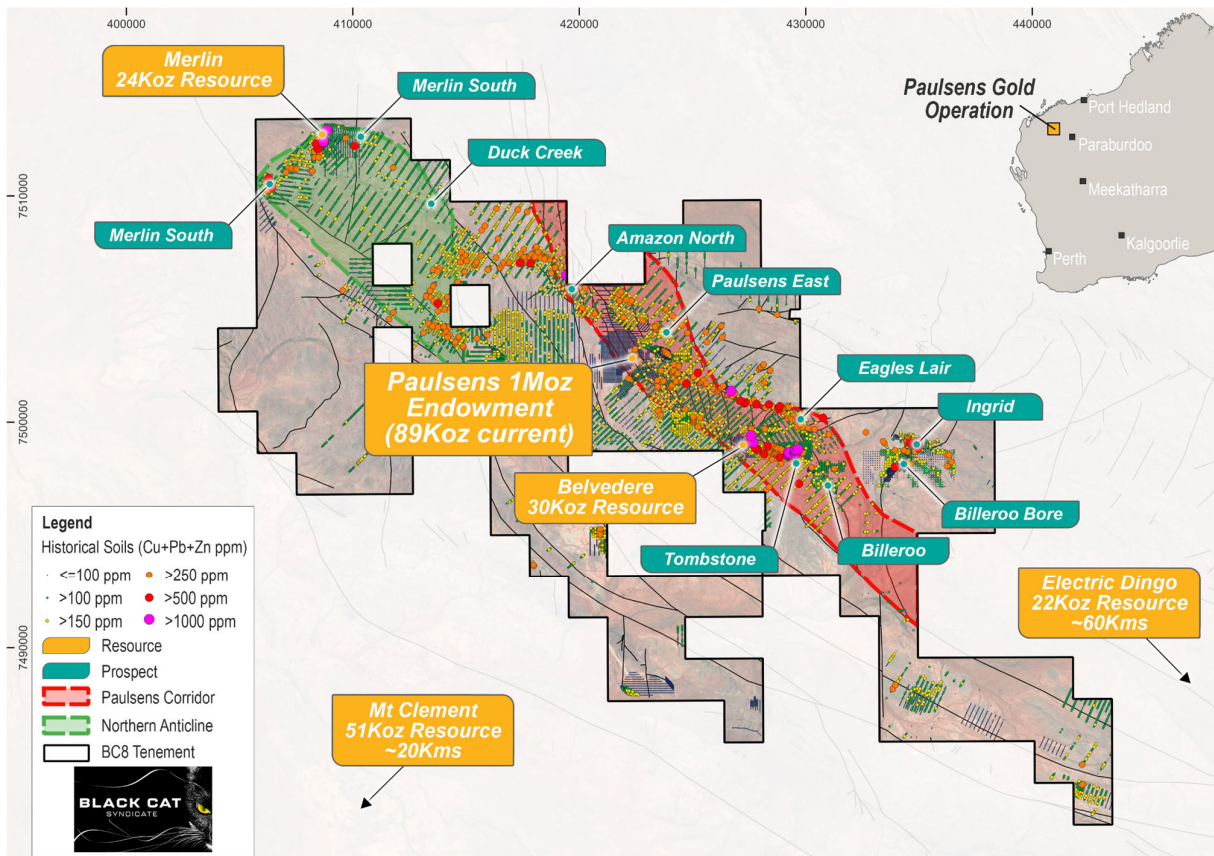 400000
410000
420000
430000
440000
7510000
7500000
7490000
Merlin
24Koz Resource
Merlin South
Duck Creek
Merlin South
Amazon North
Paulsens East
Paulsens 1Moz
Endowment
(89Koz current)
Eagles Lair
Ingrid
Belvedere
30Koz Resource
Billeroo Bore
Tombstone
Billeroo
Electric Dingo
22Koz Resource
~60Kms
Mt Clement
51Koz Resource
~20Kms
Paulsens Gold
Operation
Port Hedland
Paraburdoo
Meekatharra
Kalgoorlie
Perth
Legend
Historical Soils (Cu+Pb+Zn ppm)
<=100 ppm
>250 ppm
>100 ppm
>500 ppm
>150 ppm
>1000 ppm
Resource
Prospect
Paulsens Corridor
Northern Anticline
BC8 Tenement
BLACK CAT
SYNDICATE